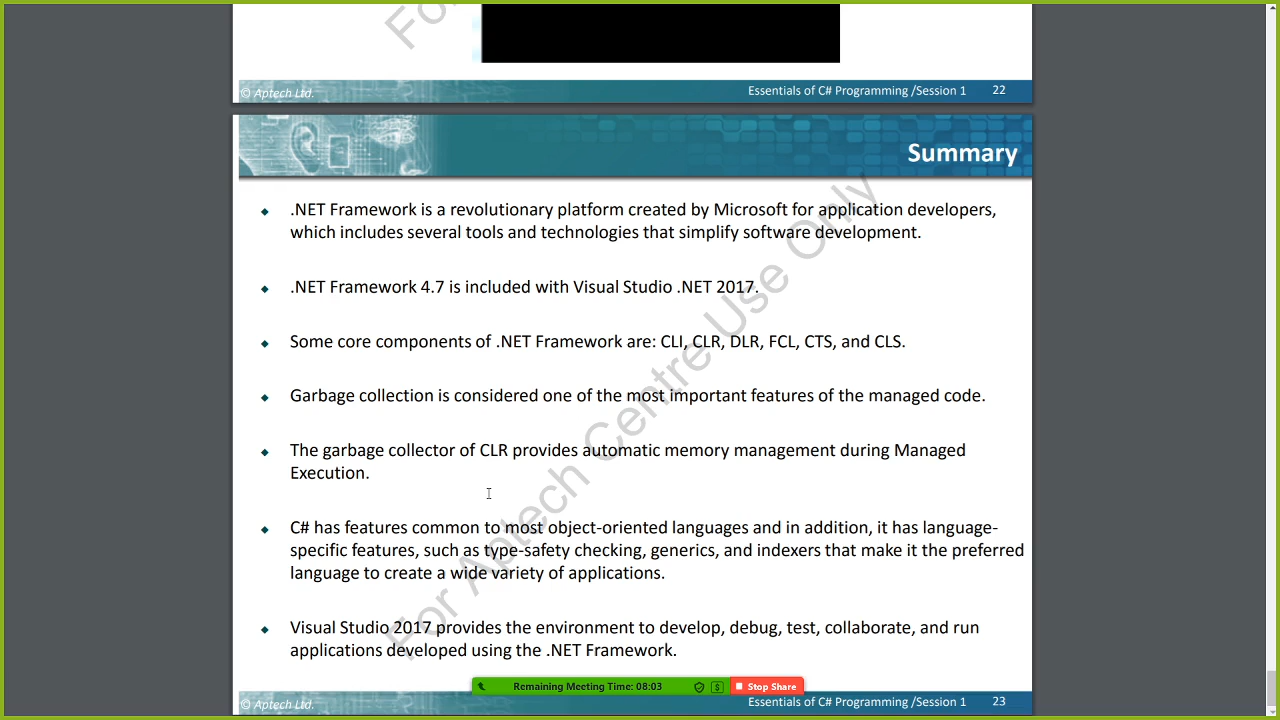 © Aptech Ltd.
Essentials of C# Programming /Session 1 22
Summary
.NET Framework is a revolutionary platform created by Microsoft for application developers,
which includes several tools and technologies that simplify software development.
.NET Framework 4.7 is included with Visual Studio .NET 2017.
Some core components of .NET Framework are: CLI, CLR, DLR, FCL, CTS, and CLS.
Garbage collection is considered one of the most important features of the managed code.
The garbage collector of CLR provides automatic memory management during Managed
Execution.
C# has features common to most object-oriented languages and in addition, it has language-
specific features, such as type-safety checking, generics, and indexers that make it the preferred
language to create a wide variety of applications.
Visual Studio 2017 provides the environment to develop, debug, test, collaborate, and run
applications developed using the .NET Framework.
For Aptech Centre Use Only
Fo
Remaining Meeting Time: 08:03
Stop Share
© Aptech Ltd.
Essentials of C# Programming /Session 1 23